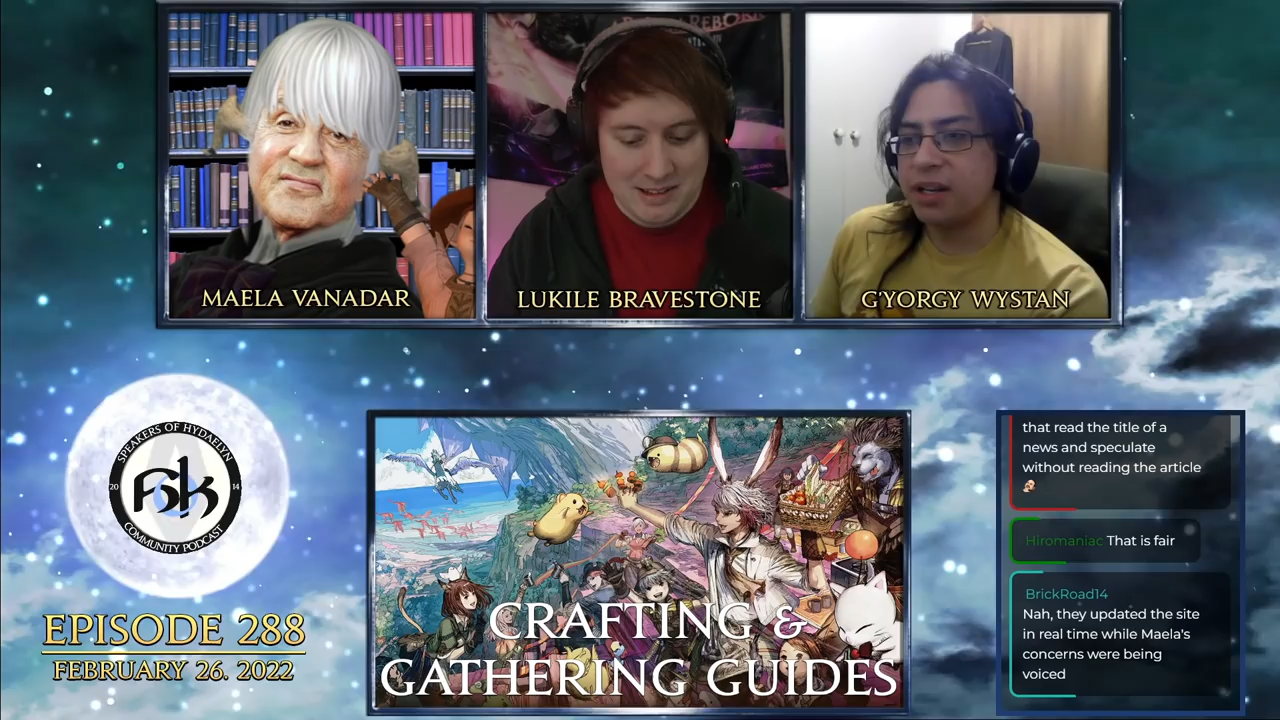 A REALM REBORN
MAELA VANADAR
LUKILE BRAVESTONE
G'YORGY WYSTAN
SPEAKERS OF HYDAELYN
20
14
COMMUNITY PODCAST
EPISODE 288
FEBRUARY 26. 2022
CRAFTING &
GATHERING GUIDES
that read the title of a
news and speculate
without reading the article
Hiromaniac That is fair
BrickRoad14
Nah, they updated the site
in real time while Maela's
concerns were being
voiced